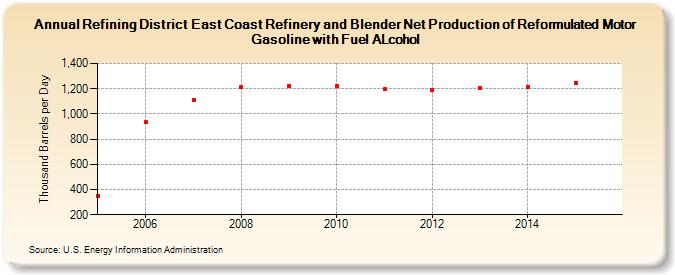 Annual Refining District East Coast Refinery and Blender Net Production of Reformulated Motor
Gasoline with Fuel ALcohol
Thousand Barrels per Day
1,400
1,200
1,000
800
600
400
200
2006 2008 2010 2012 2014
Source: U.S. Energy Information Administration